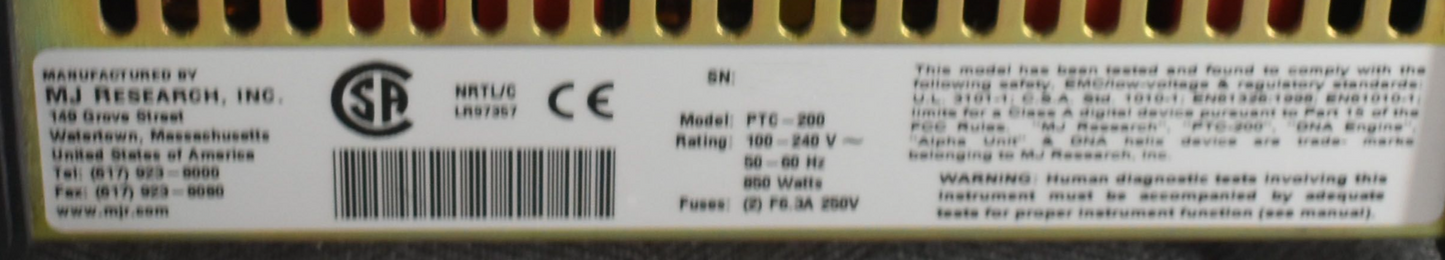 MANUFACTURED BY
MJ RESEARCH, INC.
149 Grove Street
Watertown, Massachusetts
United States of America
Tel: (617) 923-8000
Fax: (617) 923-8080
www.mjr.com
SA
NRTL/C
LR97357
CE
SN:
Model: PTC-200
Rating: 100-240 V ~
50-60 Hz
850 Watts
Fuses: (2) F6.3A 250V
This model has been tested and found to comply with the
following safety, EMC/low-voltage & regulatory standards:
U.L. 3101-1; C.S.A. Std. 1010-1; EN61326:1998, EN61010-1;
limits for a Class A digital device pursuant to Part 15 of the
FCC Rules. "MJ Research", "PTC-200", "DNA Engine",
"Alpha Unit" & DNA helix device are trade- marks
belonging to MJ Research, Inc.
WARNING: Human diagnostic tests involving this
instrument must be accompanied by adequate
tests for proper instrument function (see manual).